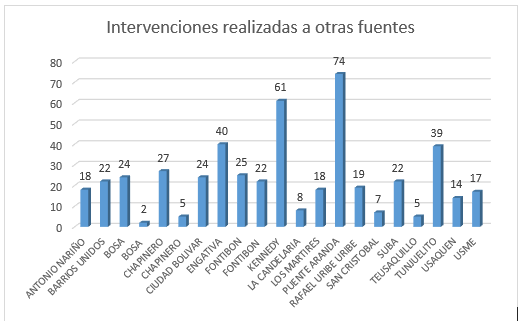 Intervenciones realizadas a otras fuentes
80
70
60
50
40
30
20
10
0
18
22
24
2
27
5
24
40
25
22
61
8
18
74
19
7
22
5
39
14
17
ANTONIO NARIÑO
BARRIOS UNIDOS
BOSA
BOSA
CHAPINERO
CHAPINERO
CIUDAD BOLIVAR
ENGATIVA
FONTIBON
FONTIBON
KENNEDY
LA CANDELARIA
LOS MARTIRES
PUENTE ARANDA
RAFAEL URIBE URIBE
SAN CRISTOBAL
SUBA
TEUSAQUILLO
TUNJUELITO
USAQUEN
USME